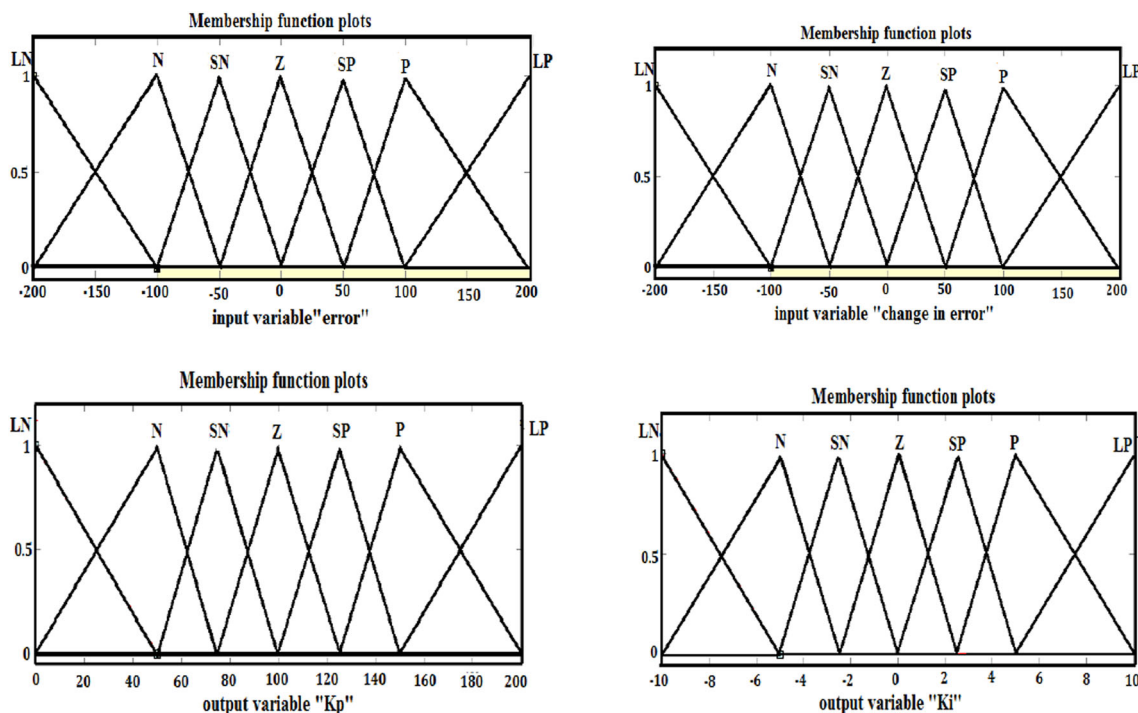 Membership function plots
LN N SN Z SP P LP
1
0.5
0
-200 -150 -100 -50 0 50 100 150 200
input variable"error"
Membership function plots
LN N SN Z SP P LP
1
0.5
0
-200 -150 -100 -50 0 50 100 150 200
input variable "change in error"
Membership function plots
LN N SN Z SP P LP
1
0.5
0
0 20 40 60 80 100 120 140 160 180 200
output variable "Kp"
Membership function plots
LN N SN Z SP P LP
1
0.5
0
-10 -8 -6 -4 -2 0 2 4 6 8 10
output variable "Ki"